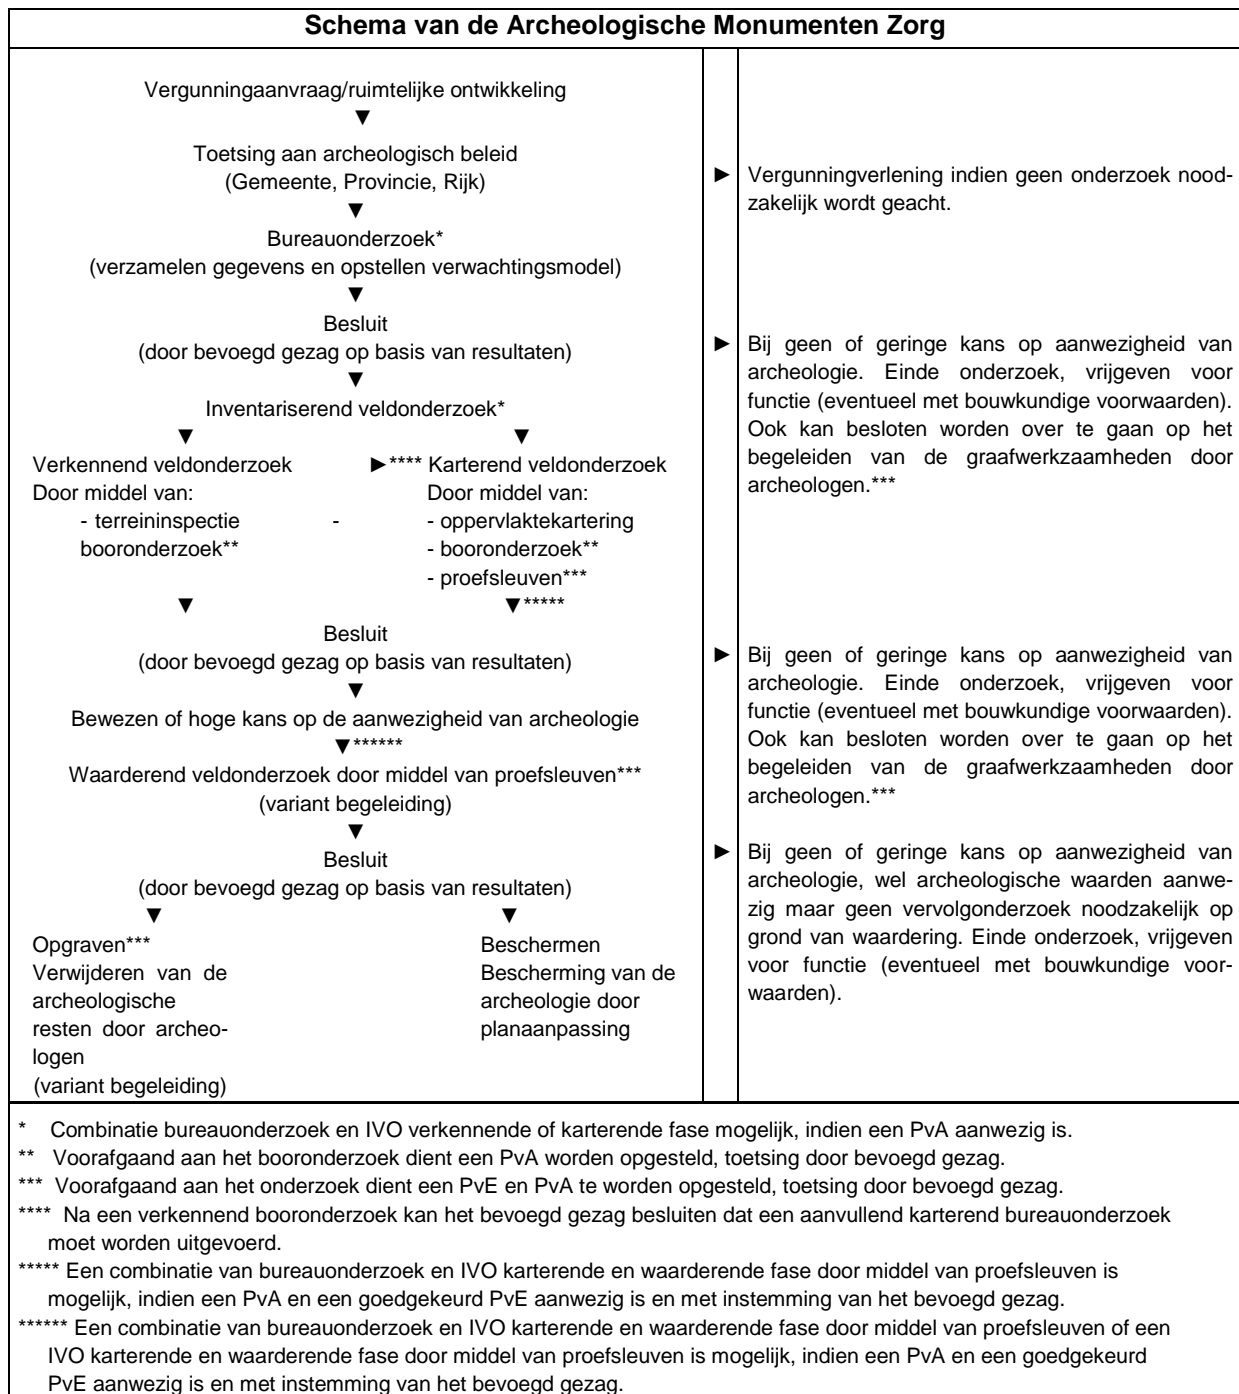 Schema van de Archeologische Monumenten Zorg
Vergunningaanvraag/ruimtelijke ontwikkeling
▼
Toetsing aan archeologisch beleid
(Gemeente, Provincie, Rijk)
▼
Bureauonderzoek*
(verzamelen gegevens en opstellen verwachtingsmodel)
▼
Besluit
(door bevoegd gezag op basis van resultaten)
▼
Inventariserend veldonderzoek*
▼ ▼
Verkennend veldonderzoek ►**** Karterend veldonderzoek
Door middel van: Door middel van:
- terreininspectie - - oppervlaktekartering
booronderzoek** - booronderzoek**
- proefsleuven***
▼ ▼*****
Besluit
(door bevoegd gezag op basis van resultaten)
▼
Bewezen of hoge kans op de aanwezigheid van archeologie
▼******
Waarderend veldonderzoek door middel van proefsleuven***
(variant begeleiding)
▼
Besluit
(door bevoegd gezag op basis van resultaten)
▼ ▼
Opgraven*** Beschermen
Verwijderen van de Bescherming van de
archeologische archeologie door
resten door archeo- planaanpassing
logen
(variant begeleiding)
► Vergunningverlening indien geen onderzoek nood-
zakelijk wordt geacht.
► Bij geen of geringe kans op aanwezigheid van
archeologie. Einde onderzoek, vrijgeven voor
functie (eventueel met bouwkundige voorwaarden).
Ook kan besloten worden over te gaan op het
begeleiden van de graafwerkzaamheden door
archeologen.***
► Bij geen of geringe kans op aanwezigheid van
archeologie. Einde onderzoek, vrijgeven voor
functie (eventueel met bouwkundige voorwaarden).
Ook kan besloten worden over te gaan op het
begeleiden van de graafwerkzaamheden door
archeologen.***
► Bij geen of geringe kans op aanwezigheid van
archeologie, wel archeologische waarden aanwe-
zig maar geen vervolgonderzoek noodzakelijk op
grond van waardering. Einde onderzoek, vrijgeven
voor functie (eventueel met bouwkundige voor-
waarden).
* Combinatie bureauonderzoek en IVO verkennende of karterende fase mogelijk, indien een PvA aanwezig is.
** Voorafgaand aan het booronderzoek dient een PvA worden opgesteld, toetsing door bevoegd gezag.
*** Voorafgaand aan het onderzoek dient een PvE en PvA te worden opgesteld, toetsing door bevoegd gezag.
**** Na een verkennend booronderzoek kan het bevoegd gezag besluiten dat een aanvullend karterend bureauonderzoek
moet worden uitgevoerd.
***** Een combinatie van bureauonderzoek en IVO karterende en waarderende fase door middel van proefsleuven is
mogelijk, indien een PvA en een goedgekeurd PvE aanwezig is en met instemming van het bevoegd gezag.
****** Een combinatie van bureauonderzoek en IVO karterende en waarderende fase door middel van proefsleuven of een
IVO karterende en waarderende fase door middel van proefsleuven is mogelijk, indien een PvA en een goedgekeurd
PvE aanwezig is en met instemming van het bevoegd gezag.